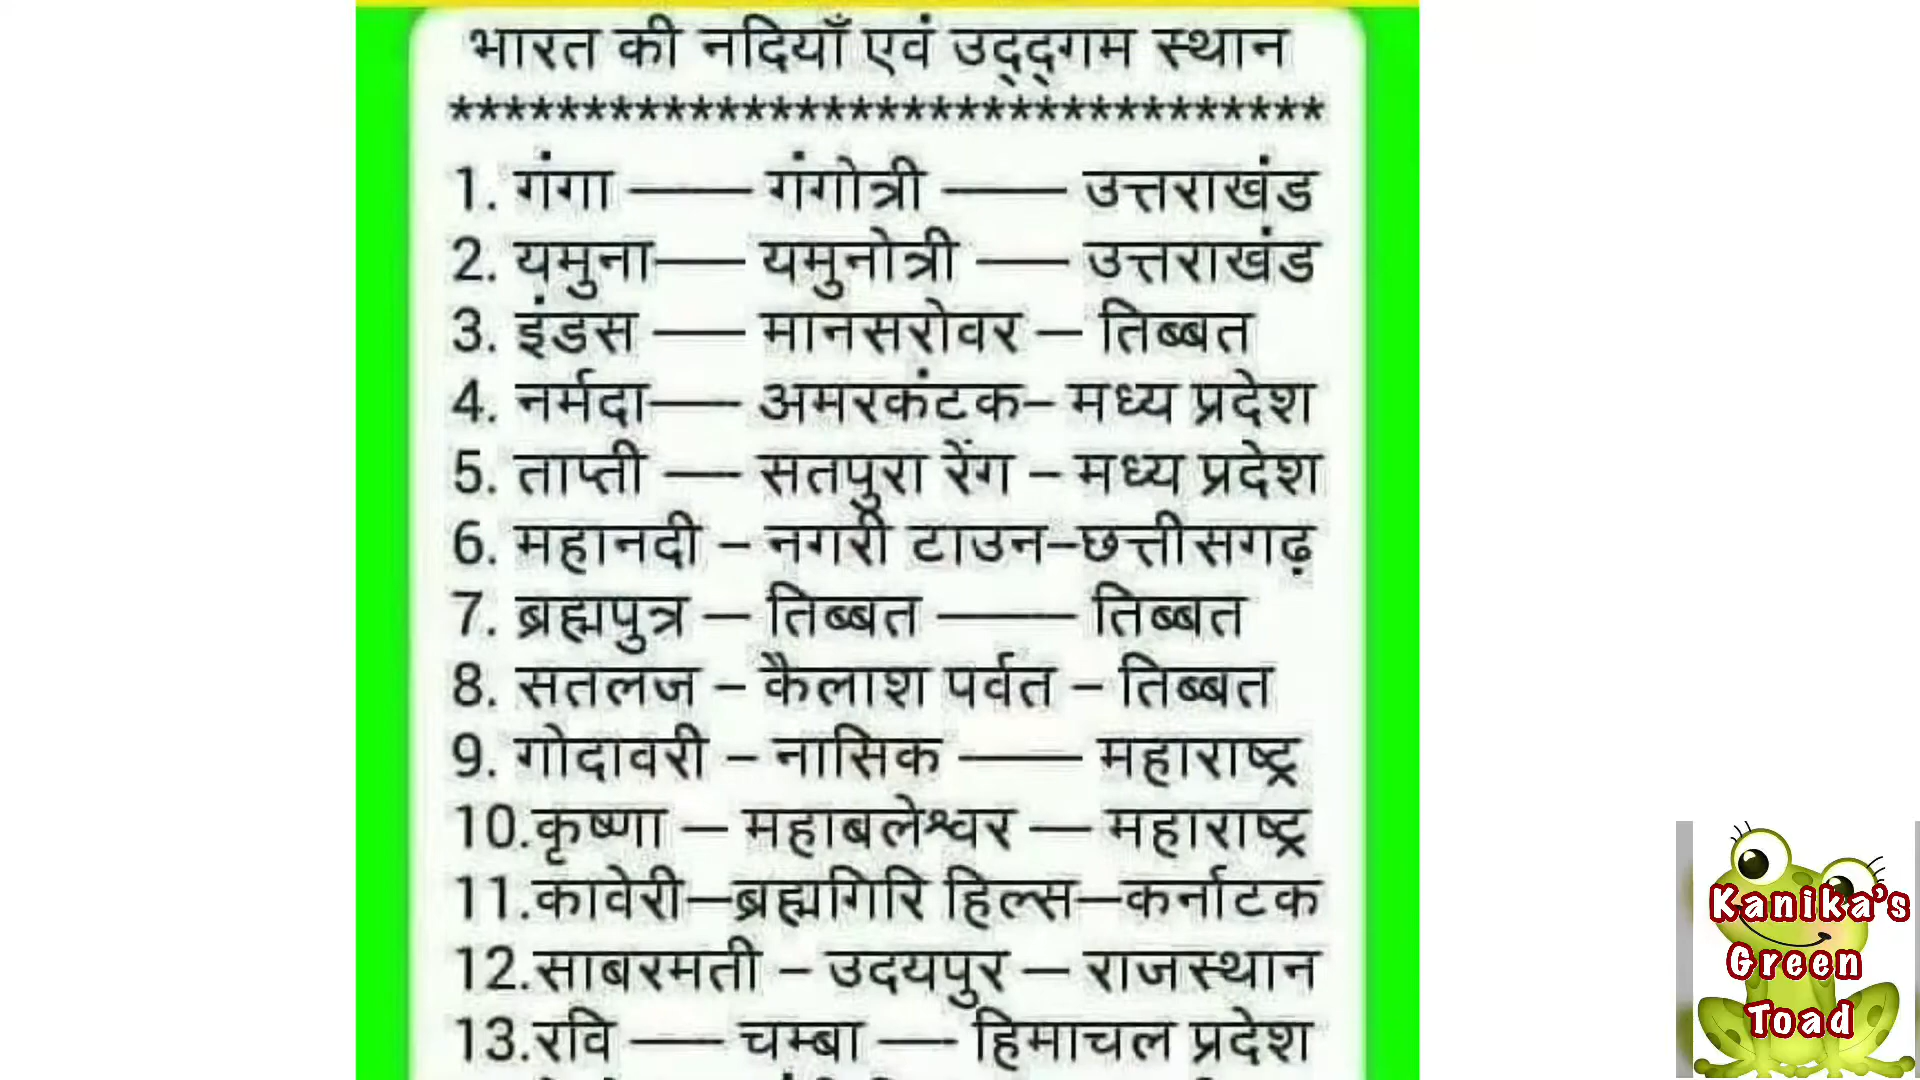 भारत की नदियाँ एवं उद्द्गम स्थान
*********************************
1. गंगा —— गंगोत्री —— उत्तराखंड
2. यमुना—— यमुनोत्री —— उत्तराखंड
3. इंडस —— मानसरोवर — तिब्बत
4. नर्मदा—— अमरकंटक– मध्य प्रदेश
5. ताप्ती —— सतपुरा रेंग – मध्य प्रदेश
6. महानदी – नगरी टाउन–छत्तीसगढ़
7. ब्रह्मपुत्र — तिब्बत ——— तिब्बत
8. सतलज – कैलाश पर्वत – तिब्बत
9. गोदावरी – नासिक —— महाराष्ट्र
10.कृष्णा — महाबलेश्वर — महाराष्ट्र
11.कावेरी—ब्रह्मगिरि हिल्स—कर्नाटक
12.साबरमती – उदयपुर — राजस्थान
13.रवि —— चम्बा —— हिमाचल प्रदेश
Kanika's
Green
Toad